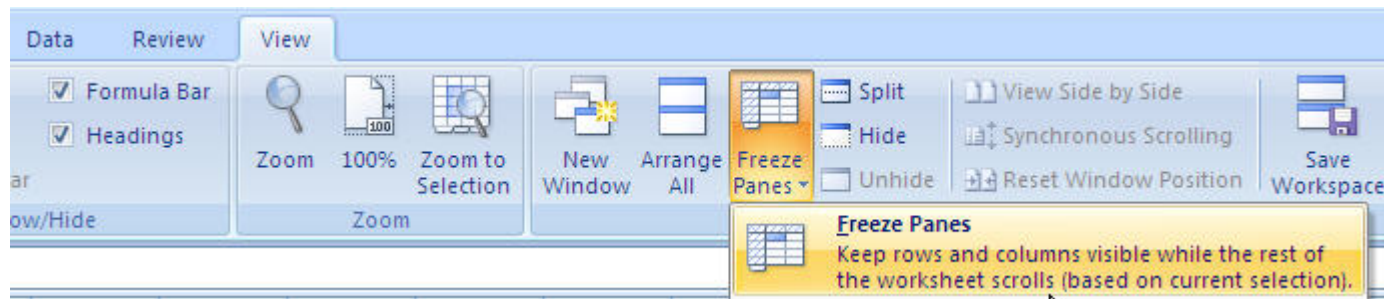 Data Review View
Formula Bar
Headings
ar
ow/Hide
Zoom
100%
100
Zoom to
Selection
Zoom
New
Window
Arrange
All
Freeze
Panes
Split
Hide
Unhide
View Side by Side
Synchronous Scrolling
Reset Window Position
Save
Workspace
Freeze Panes
Keep rows and columns visible while the rest of
the worksheet scrolls (based on current selection).